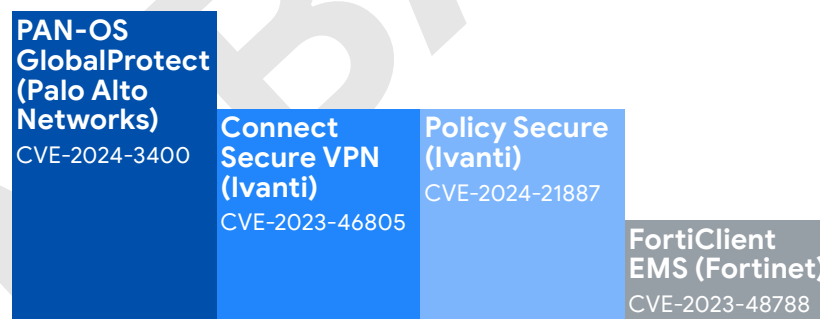 PAN-OS
GlobalProtect
(Palo Alto
Networks)
CVE-2024-3400
Connect
Secure VPN
(Ivanti)
CVE-2023-46805
Policy Secure
(Ivanti)
CVE-2024-21887
FortiClient
EMS (Fortinet)
CVE-2023-48788